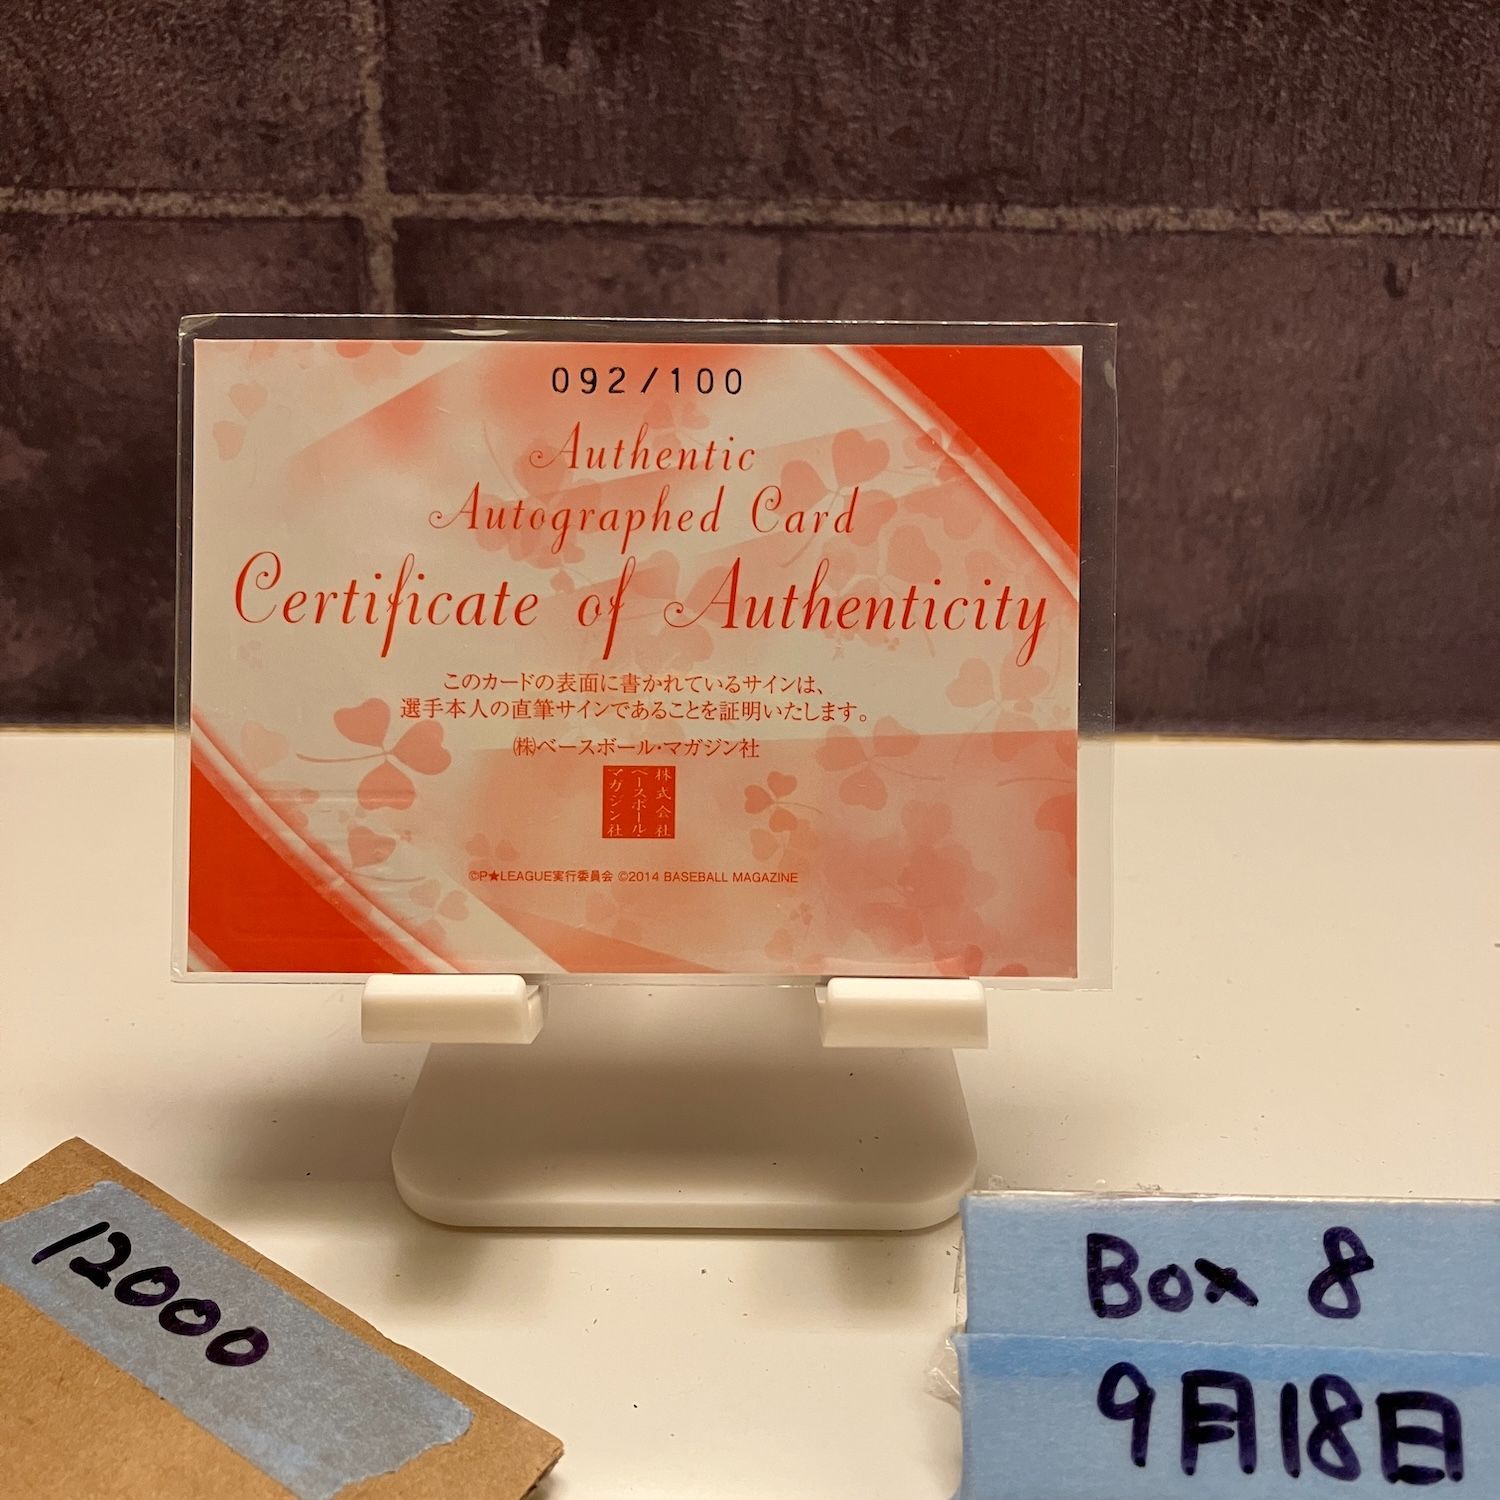 092/100
Authentic
Autographed Card
Certificate of Authenticity
このカードの表面に書かれているサインは、
選手本人の直筆サインであることを証明いたします。
㈱ベースボール・マガジン社
株式会社
ベースボール・
マガジン社
©P★LEAGUE実行委員会 ©2014 BASEBALL MAGAZINE
12000
Box 8
9月18日